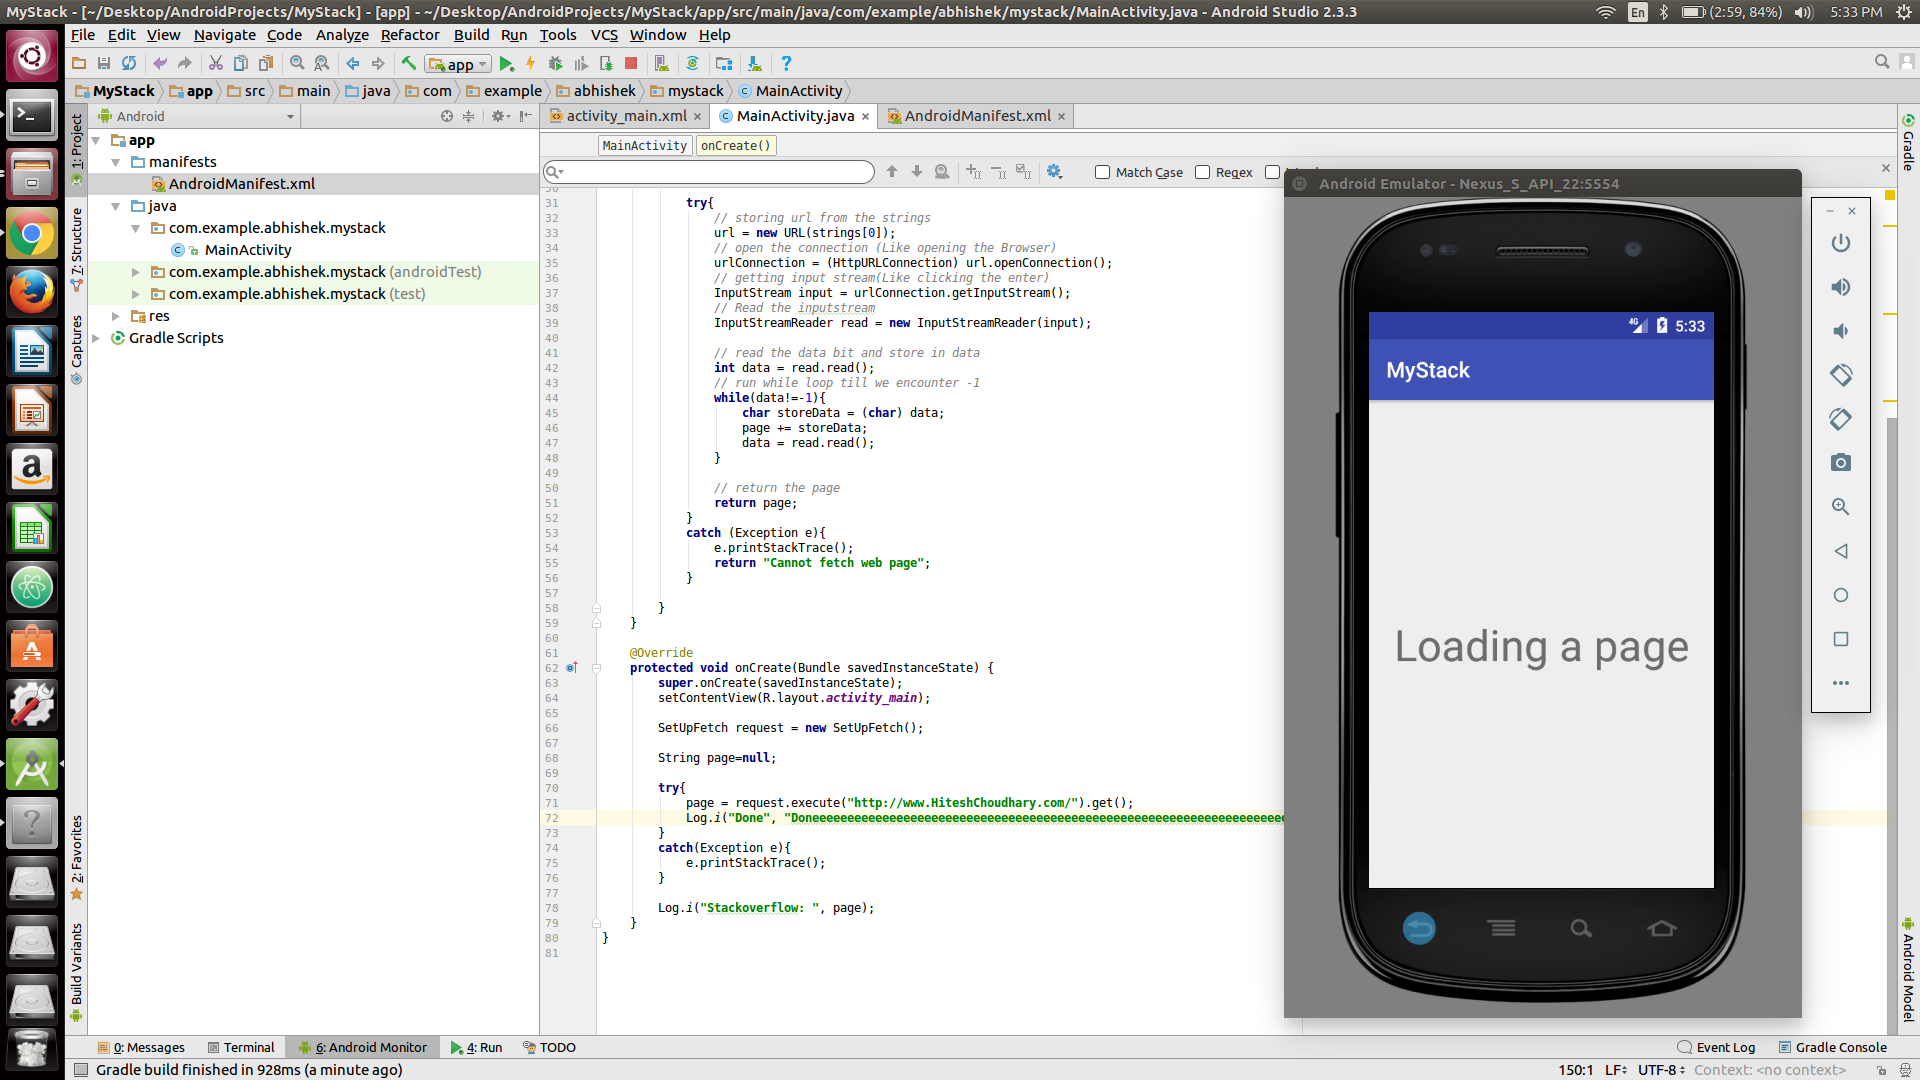 MyStack - [~/Desktop/AndroidProjects/MyStack] - [app] - ~/Desktop/AndroidProjects/MyStack/app/src/main/java/com/example/abhishek/mystack/MainActivity.java - Android Studio 2.3.3
En
(2:59, 84%)
5:33 PM
File Edit View Navigate Code Analyze Refactor Build Run Tools VCS Window Help
app
MyStack app src main java com example abhishek mystack MainActivity
Android
activity_main.xml
MainActivity.java
AndroidManifest.xml
1: Project
7: Structure
Captures
2: Favorites
Build Variants
app
manifests
AndroidManifest.xml
java
com.example.abhishek.mystack
MainActivity
com.example.abhishek.mystack (androidTest)
com.example.abhishek.mystack (test)
res
Gradle Scripts
MainActivity
onCreate()
Match Case
Regex
31 try{
32 // storing url from the strings
33 url = new URL(strings[0]);
34 // open the connection (Like opening the Browser)
35 urlConnection = (HttpURLConnection) url.openConnection();
36 // getting input stream(Like clicking the enter)
37 InputStream input = urlConnection.getInputStream();
38 // Read the inputstream
39 InputStreamReader read = new InputStreamReader(input);
40
41 // read the data bit and store in data
42 int data = read.read();
43 // run while loop till we encounter -1
44 while(data!=-1){
45 char storeData = (char) data;
46 page += storeData;
47 data = read.read();
48 }
49
50 // return the page
51 return page;
52 }
53 catch (Exception e){
54 e.printStackTrace();
55 return "Cannot fetch web page";
56 }
57
58 }
59 }
60
61 @Override
62 protected void onCreate(Bundle savedInstanceState) {
63 super.onCreate(savedInstanceState);
64 setContentView(R.layout.activity_main);
65
66 SetUpFetch request = new SetUpFetch();
67
68 String page=null;
69
70 try{
71 page = request.execute("http://www.HiteshChoudhary.com/").get();
72 Log.i("Done", "Doneeeeeeeeeeeeeeeeeeeeeeeeeeeeeeeeeeeeeeeeeeeeeeeeeeeeeeeeeeeeeeeeeeee
73 }
74 catch(Exception e){
75 e.printStackTrace();
76 }
77
78 Log.i("Stackoverflow: ", page);
79 }
80 }
81
Android Emulator - Nexus_S_API_22:5554
4G
5:33
MyStack
Loading a page
Gradle
Android Model
0: Messages
Terminal
6: Android Monitor
4: Run
TODO
Event Log
Gradle Console
Gradle build finished in 928ms (a minute ago)
150:1 LF UTF-8 Context: <no context>